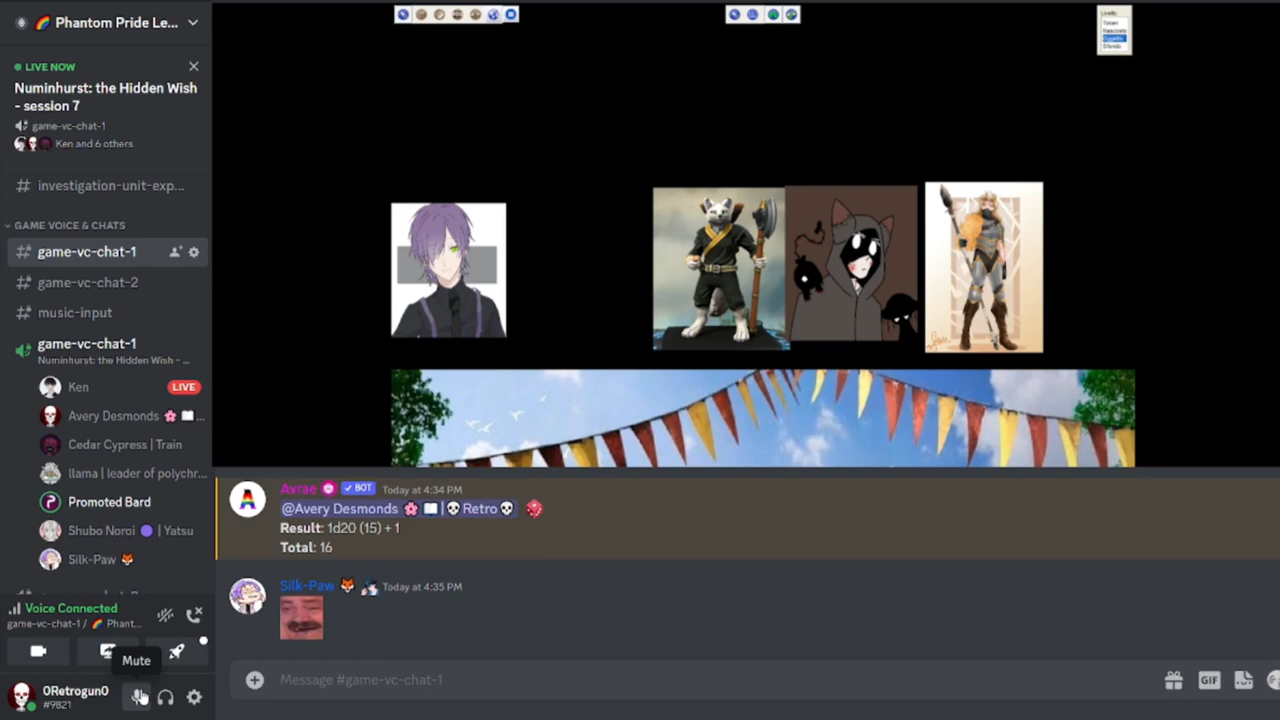 🌈 Phantom Pride Le...
LIVE NOW
Numinhurst: the Hidden Wish
- session 7
game-vc-chat-1
Ken and 6 others
investigation-unit-exp...
GAME VOICE & CHATS
game-vc-chat-1
game-vc-chat-2
music-input
game-vc-chat-1
Numinhurst: the Hidden Wish - ...
Ken LIVE
Avery Desmonds 🌸 📖...
Cedar Cypress | Train
llama | leader of polychr...
Promoted Bard
Shubo Noroi 🟣 | Yatsu
Silk-Paw 🦊
Voice Connected
game-vc-chat-1 / 🌈 Phant...
Mute
0Retrogun0
#9821
Livello:
Token
Nascosto
Oggetto
Sfondo
Avrae BOT Today at 4:34 PM
@Avery Desmonds 🌸 📖 | 💀 Retro 💀
Result: 1d20 (15) + 1
Total: 16
Silk-Paw 🦊 Today at 4:35 PM
Message #game-vc-chat-1
GIF